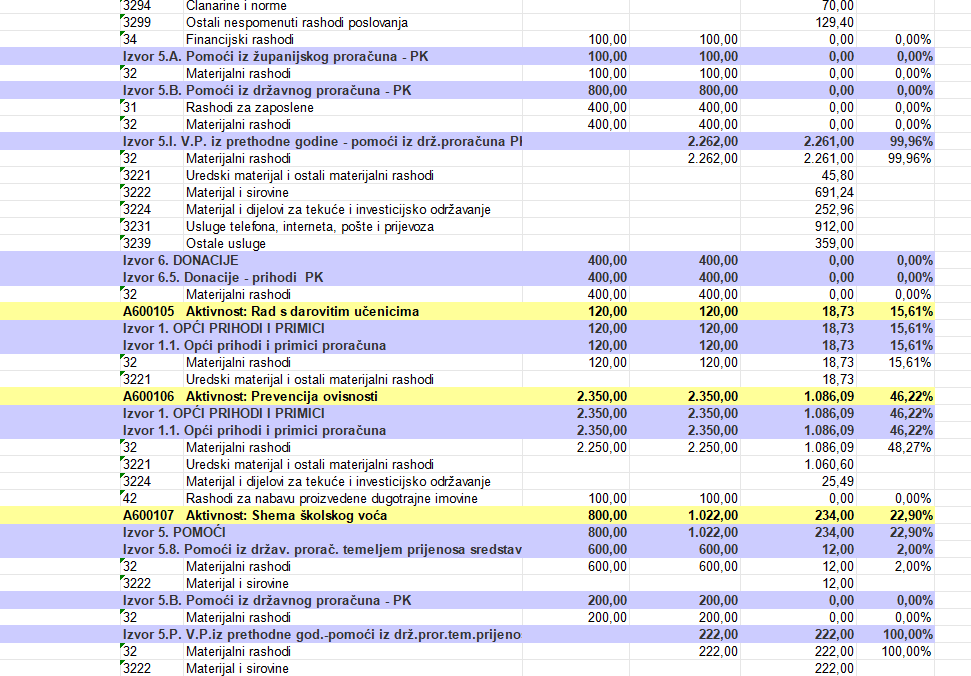 3294 Članarine i norme 70,00
3299 Ostali nespomenuti rashodi poslovanja 129,40
34 Financijski rashodi 100,00 100,00 0,00 0,00%
Izvor 5.A. Pomoći iz županijskog proračuna - PK 100,00 100,00 0,00 0,00%
32 Materijalni rashodi 100,00 100,00 0,00 0,00%
Izvor 5.B. Pomoći iz državnog proračuna - PK 800,00 800,00 0,00 0,00%
31 Rashodi za zaposlene 400,00 400,00 0,00 0,00%
32 Materijalni rashodi 400,00 400,00 0,00 0,00%
Izvor 5.I. V.P. iz prethodne godine - pomoći iz drž.proračuna 2.262,00 2.261,00 99,96%
32 Materijalni rashodi 2.262,00 2.261,00 99,96%
3221 Uredski materijal i ostali materijalni rashodi 45,80
3222 Materijal i sirovine 691,24
3224 Materijal i dijelovi za tekuće i investicijsko održavanje 252,96
3231 Usluge telefona, interneta, pošte i prijevoza 912,00
3239 Ostale usluge 359,00
Izvor 6. DONACIJE 400,00 400,00 0,00 0,00%
Izvor 6.5. Donacije - prihodi PK 400,00 400,00 0,00 0,00%
32 Materijalni rashodi 400,00 400,00 0,00 0,00%
A600105 Aktivnost: Rad s darovitim učenicima 120,00 120,00 18,73 15,61%
Izvor 1. OPĆI PRIHODI I PRIMICI 120,00 120,00 18,73 15,61%
Izvor 1.1. Opći prihodi i primici proračuna 120,00 120,00 18,73 15,61%
32 Materijalni rashodi 120,00 120,00 18,73 15,61%
3221 Uredski materijal i ostali materijalni rashodi 18,73
A600106 Aktivnost: Prevencija ovisnosti 2.350,00 2.350,00 1.086,09 46,22%
Izvor 1. OPĆI PRIHODI I PRIMICI 2.350,00 2.350,00 1.086,09 46,22%
Izvor 1.1. Opći prihodi i primici proračuna 2.350,00 2.350,00 1.086,09 46,22%
32 Materijalni rashodi 2.250,00 2.250,00 1.086,09 48,27%
3221 Uredski materijal i ostali materijalni rashodi 1.060,60
3224 Materijal i dijelovi za tekuće i investicijsko održavanje 25,49
42 Rashodi za nabavu proizvedene dugotrajne imovine 100,00 100,00 0,00 0,00%
A600107 Aktivnost: Shema školskog voća 800,00 1.022,00 234,00 22,90%
Izvor 5. POMOĆI 800,00 1.022,00 234,00 22,90%
Izvor 5.8. Pomoći iz držav. prorač. temeljem prijenosa sredstav 600,00 600,00 12,00 2,00%
32 Materijalni rashodi 600,00 600,00 12,00 2,00%
3222 Materijal i sirovine 12,00
Izvor 5.B. Pomoći iz državnog proračuna - PK 200,00 200,00 0,00 0,00%
32 Materijalni rashodi 200,00 200,00 0,00 0,00%
Izvor 5.P. V.P.iz prethodne god.-pomoći iz drž.pror.tem.prijeno 222,00 222,00 100,00%
32 Materijalni rashodi 222,00 222,00 100,00%
3222 Materijal i sirovine 222,00